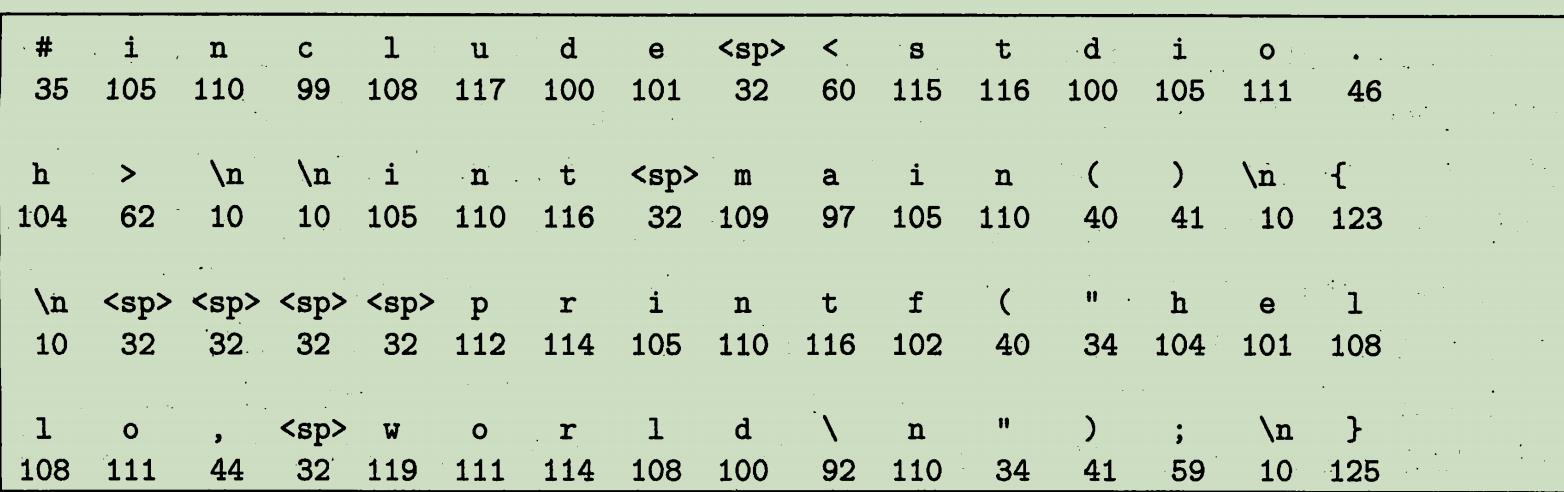 # i n c l u d e <sp> < s t d i o .
35 105 110 99 108 117 100 101 32 60 115 116 100 105 111 46
h > \n \n i n t <sp> m a i n ( ) \n {
104 62 10 10 105 110 116 32 109 97 105 110 40 41 10 123
\n <sp> <sp> <sp> <sp> p r i n t f ( " h e l
10 32 32 32 32 112 114 105 110 116 102 40 34 104 101 108
l o , <sp> w o r l d \ n " ) ; \n }
108 111 44 32 119 111 114 108 100 92 110 34 41 59 10 125